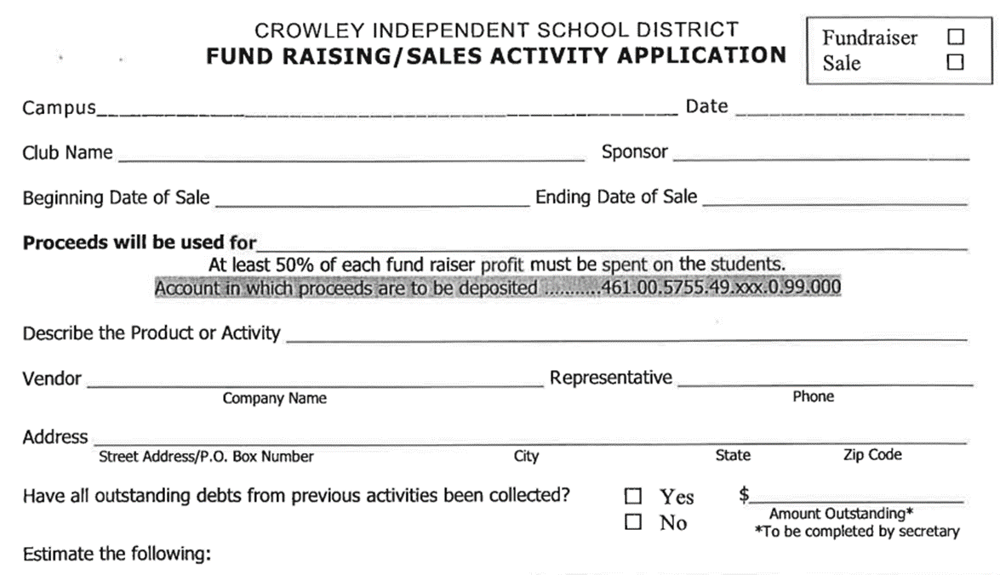 CROWLEY INDEPENDENT SCHOOL DISTRICT
FUND RAISING/SALES ACTIVITY APPLICATION
Fundraiser ☐
Sale ☐
Campus____ Date ____
Club Name ____ Sponsor ____
Beginning Date of Sale ____ Ending Date of Sale ____
Proceeds will be used for____
At least 50% of each fund raiser profit must be spent on the students.
Account in which proceeds are to be deposited ...........461.00.5755.49.xxx.0.99.000
Describe the Product or Activity ____
Vendor ____ Representative ____
Company Name Phone
Address ____
Street Address/P.O. Box Number City State Zip Code
Have all outstanding debts from previous activities been collected? ☐ Yes $____
☐ No Amount Outstanding*
*To be completed by secretary
Estimate the following: